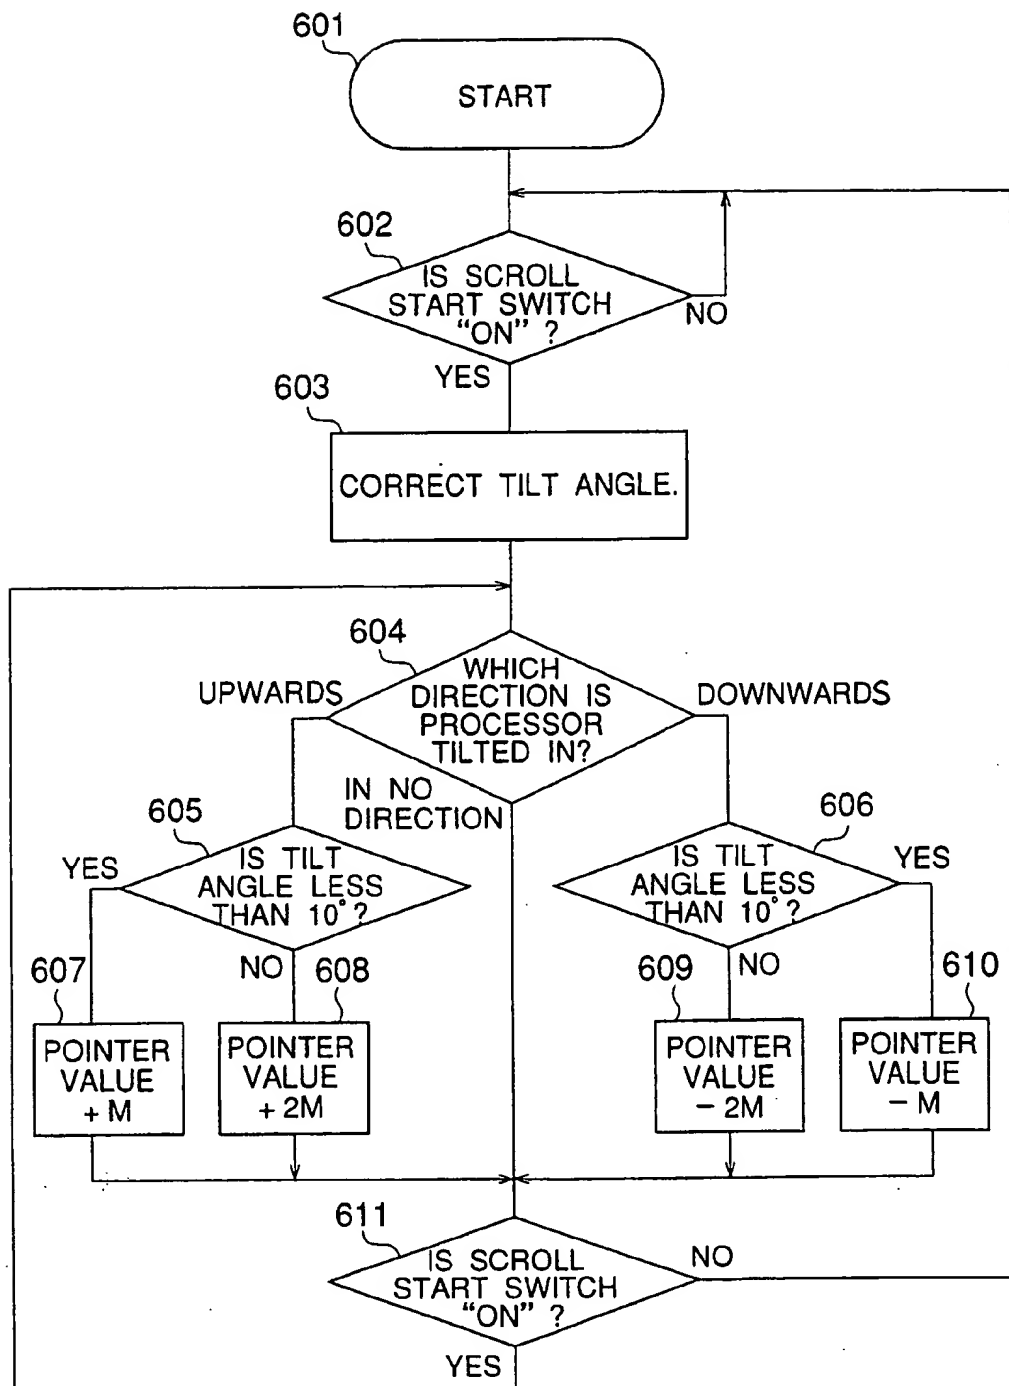 601
START
602
IS SCROLL
START SWITCH
“ON” ?
NO
YES
603
CORRECT TILT ANGLE.
604
WHICH
DIRECTION IS
PROCESSOR
TILTED IN?
UPWARDS
DOWNWARDS
IN NO
DIRECTION
605
IS TILT
ANGLE LESS
THAN 10°?
YES
NO
606
IS TILT
ANGLE LESS
THAN 10°?
YES
NO
607
POINTER
VALUE
+ M
608
POINTER
VALUE
+ 2M
609
POINTER
VALUE
− 2M
610
POINTER
VALUE
− M
611
IS SCROLL
START SWITCH
“ON” ?
NO
YES